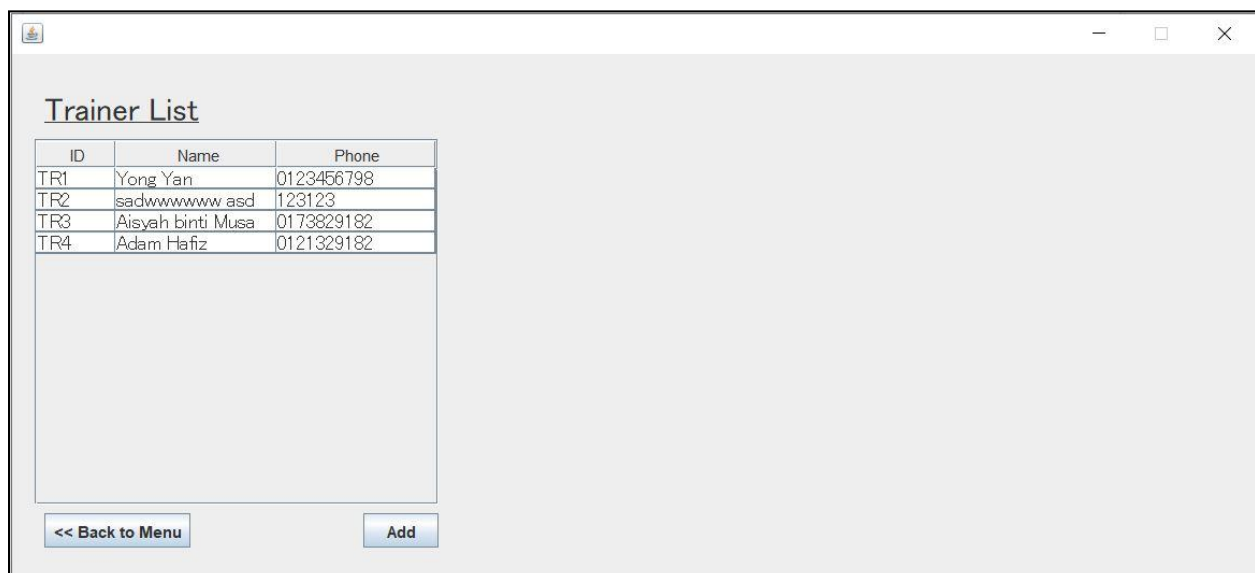 Trainer List
ID Name Phone
TR1 Yong Yan 0123456798
TR2 sadwwwwww asd 123123
TR3 Aisyah binti Musa 0173829182
TR4 Adam Hafiz 0121329182
<< Back to Menu Add